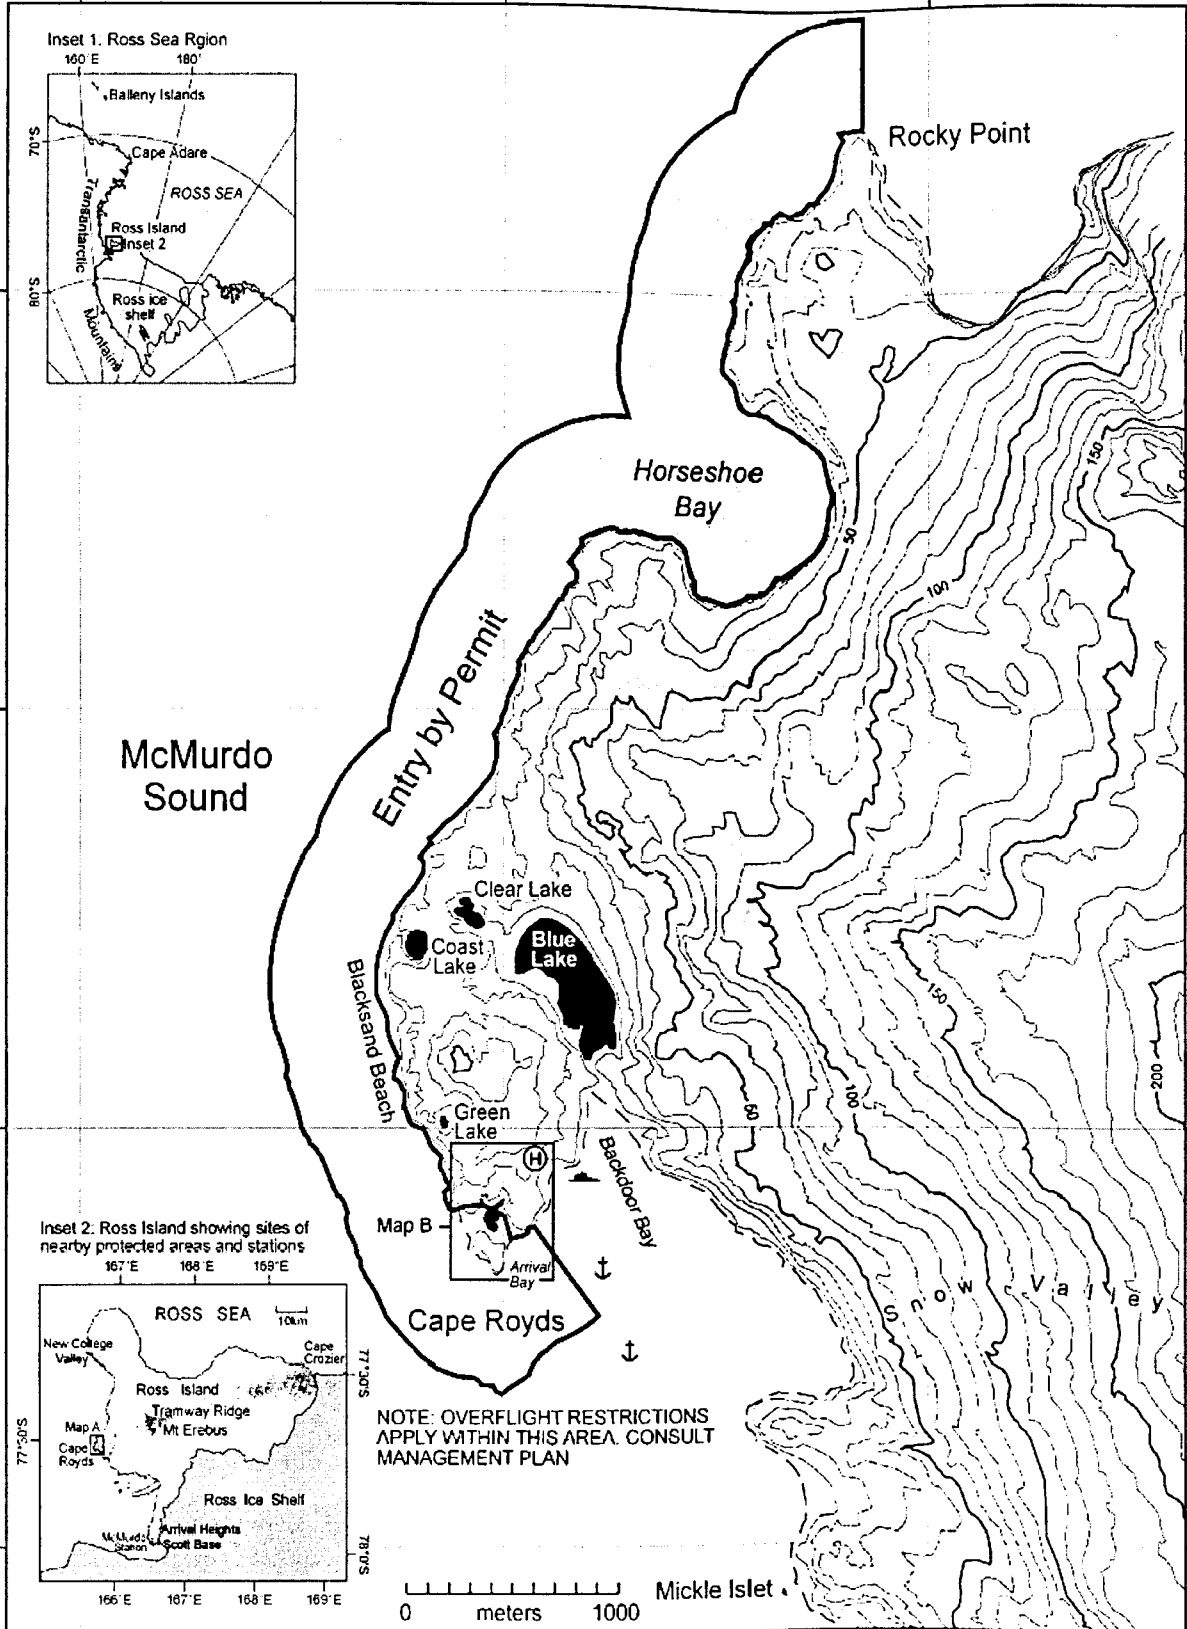 Inset 1: Ross Sea Rgion
160°E 180°
Balleny Islands
70°S
Cape Adare
ROSS SEA
Transantarctic
Ross Island
Inset 2
80°S
Ross ice
shelf
Mountains
Rocky Point
Horseshoe
Bay
150
50
100
Entry by Permit
McMurdo
Sound
Clear Lake
Coast
Lake
Blue
Lake
Blacksand Beach
150
200
Green
Lake
50
100
H
Backdoor Bay
Map B
Arrival
Bay
Cape Royds
Snow Valley
NOTE: OVERFLIGHT RESTRICTIONS
APPLY WITHIN THIS AREA. CONSULT
MANAGEMENT PLAN
Inset 2: Ross Island showing sites of
nearby protected areas and stations
167°E 168°E 169°E
ROSS SEA
10km
New College
Valley
Cape
Crozier
77°30'S
Ross Island
Tramway Ridge
Mt Erebus
Map A
Cape
Royds
77°50'S
Ross Ice Shelf
McMurdo
Station
Arrival Heights
Scott Base
78°0'S
166°E 167°E 168°E 169°E
0 meters 1000
Mickle Islet